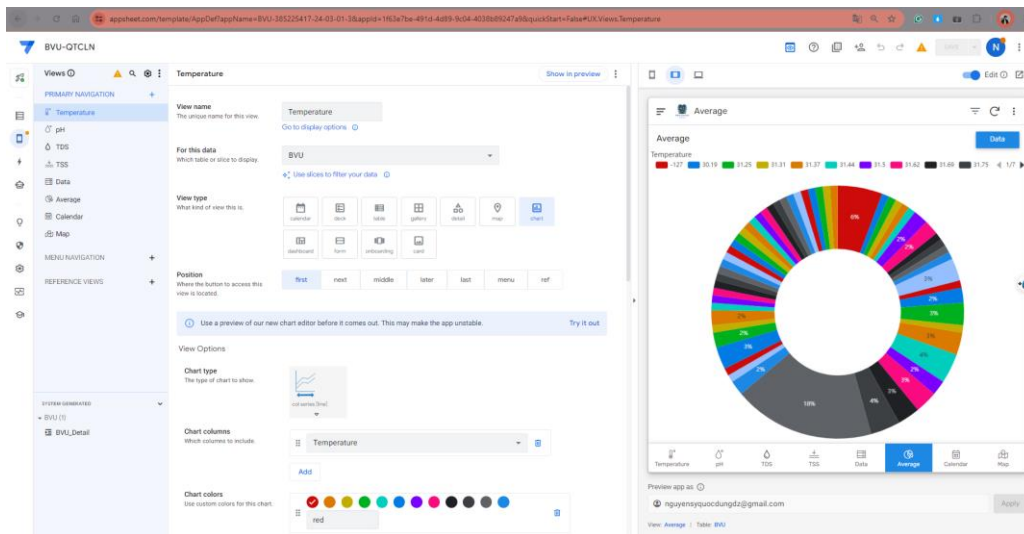 appsheet.com/template/AppDef?appName=BVU-385225417-24-03-01-3&appId=1f63e7be-491d-4d89-9c04-4038b89247a9&quickStart=False#UX.Views.Temperature
BVU-QTCLN
SAVE
N
Views
PRIMARY NAVIGATION
Temperature
pH
TDS
TSS
Data
Average
Calendar
Map
MENU NAVIGATION
REFERENCE VIEWS
SYSTEM GENERATED
BVU (1)
BVU_Detail
Temperature
Show in preview
View name
The unique name for this view.
Temperature
Go to display options
For this data
Which table or slice to display.
BVU
Use slices to filter your data
View type
What kind of view this is.
calendar deck table gallery detail map chart
dashboard form onboarding card
Position
Where the button to access this view is located.
first next middle later last menu ref
Use a preview of our new chart editor before it comes out. This may make the app unstable.
Try it out
View Options
Chart type
The type of chart to show.
col series (line)
Chart columns
Which columns to include.
Temperature
Add
Chart colors
Use custom colors for this chart.
red
Edit
Average
Average
Data
Temperature
-127 30.19 31.25 31.31 31.37 31.44 31.5 31.62 31.69 31.75 1/7
6%
2%
2%
5%
2%
3%
3%
4%
2%
3%
3%
4%
18%
2%
3%
2%
2%
Temperature pH TDS TSS Data Average Calendar Map
Preview app as
nguyensyquocdungdz@gmail.com
Apply
View: Average | Table: BVU